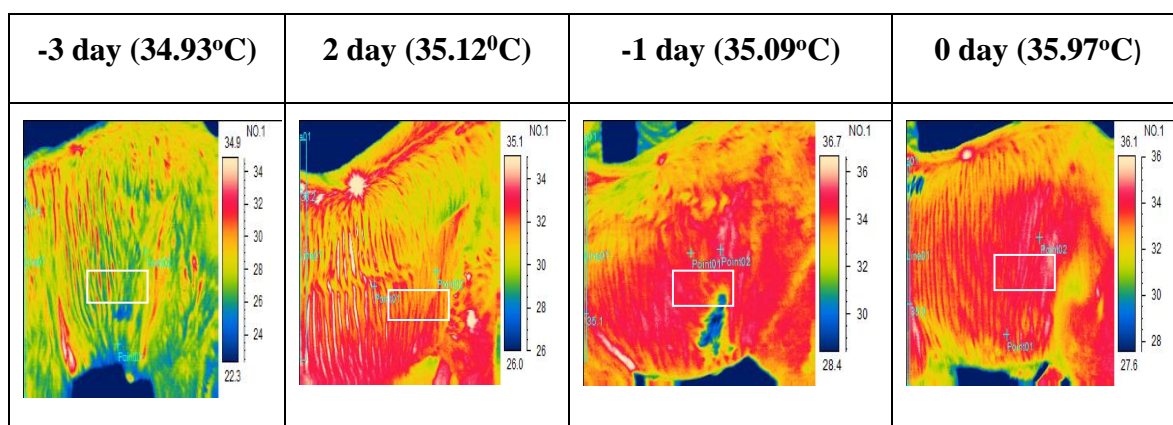 -3 day (34.93ºC)
2 day (35.12⁰C)
-1 day (35.09ºC)
0 day (35.97ºC)
NO.1
34.9
34
32
30
28
26
24
22.3
NO.1
35.1
34
32
30
28
26
26.0
Point01
NO.1
36.7
36
34
32
30
28.4
Point01
Point02
35.1
NO.1
36.1
36
34
32
30
28
27.6
Line01
Point02
Point01